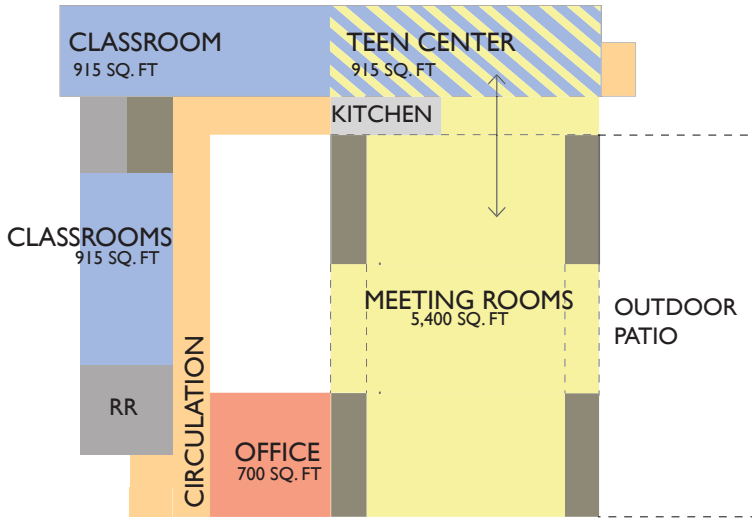 CLASSROOM
915 SQ. FT
TEEN CENTER
915 SQ. FT
KITCHEN
CLASSROOMS
915 SQ. FT
MEETING ROOMS
5,400 SQ. FT
OUTDOOR
PATIO
RR
CIRCULATION
OFFICE
700 SQ. FT